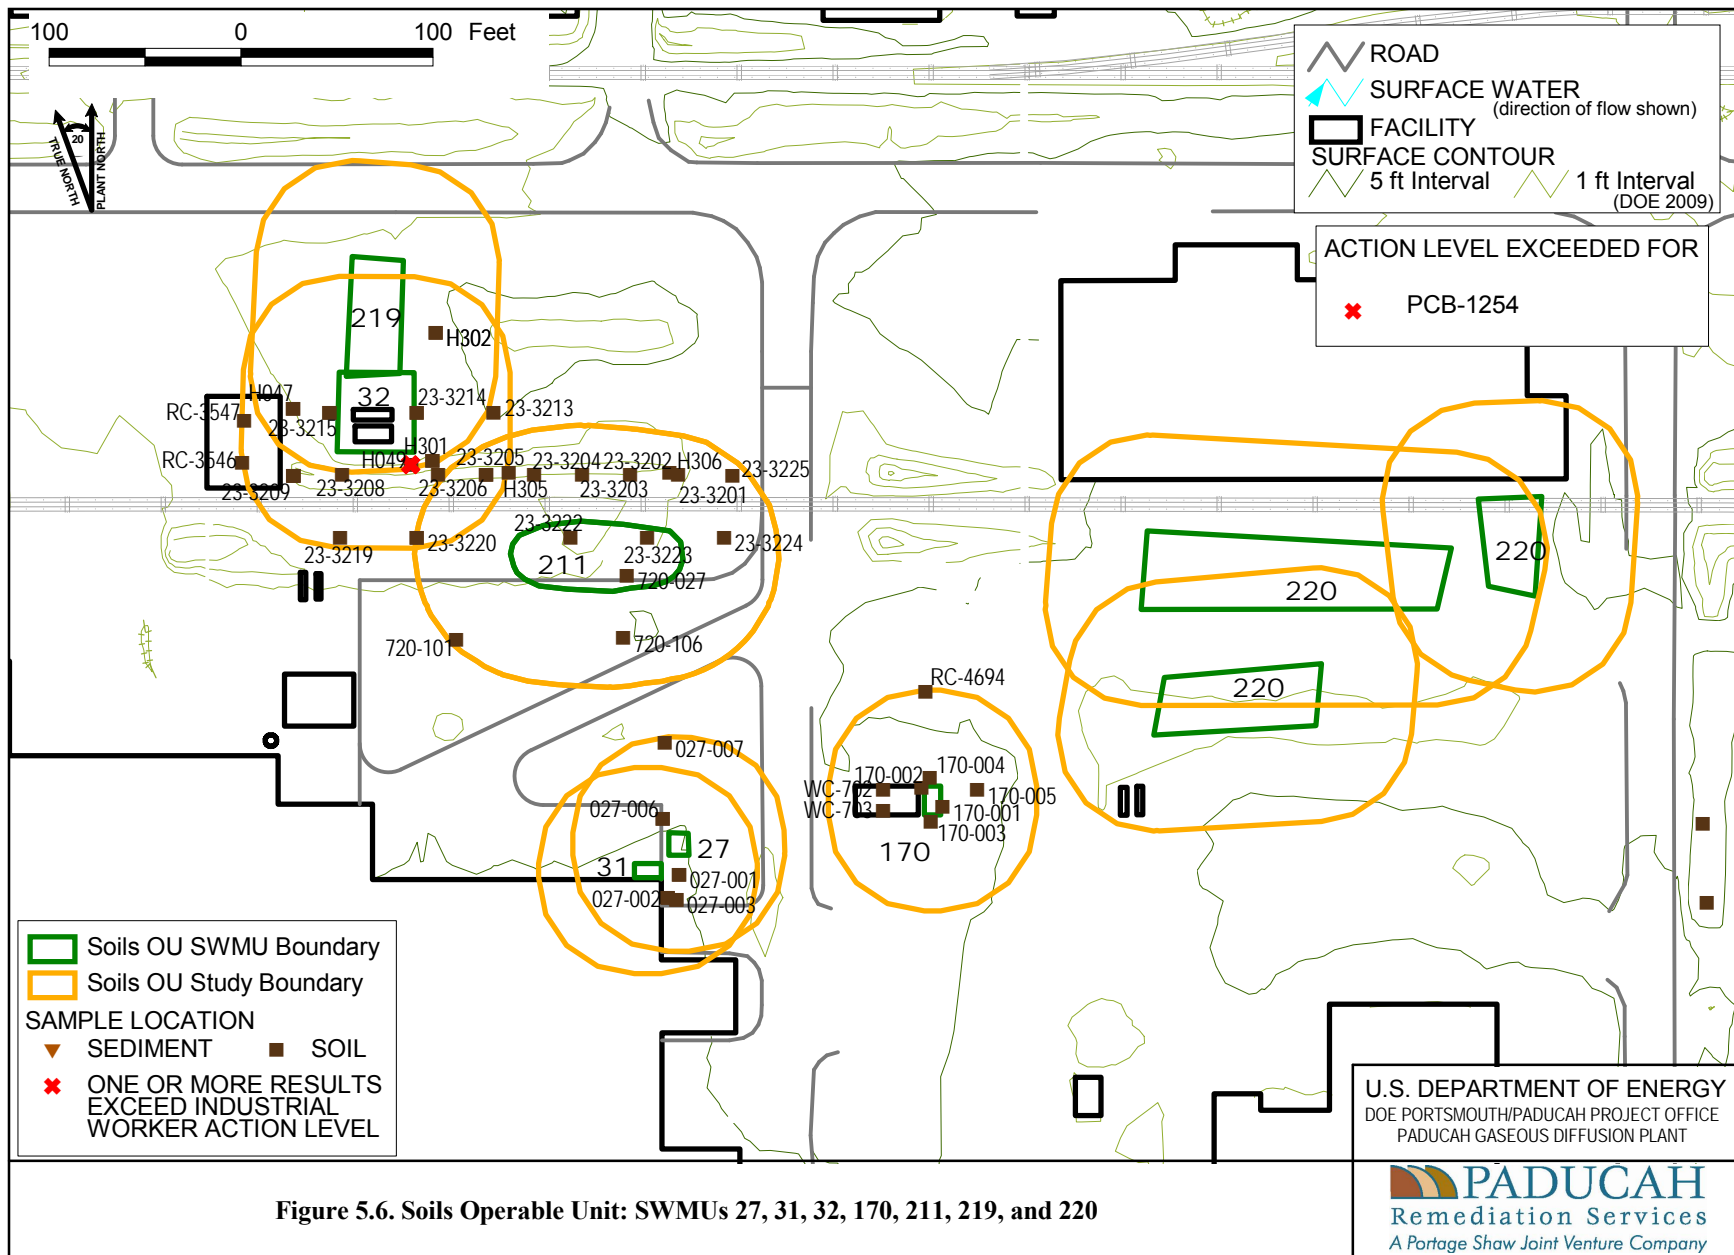 100 0 100 Feet
20
TRUE NORTH
PLANT NORTH
ROAD
SURFACE WATER
(direction of flow shown)
FACILITY
SURFACE CONTOUR
5 ft Interval 1 ft Interval
(DOE 2009)
ACTION LEVEL EXCEEDED FOR
PCB-1254
219
H302
H047
32
23-3214
RC-3547
23-3213
23-3215
H301
RC-3546
H049
23-3205
23-3204
23-3202
H306
23-3225
23-3209
23-3208
23-3206
H305
23-3203
23-3201
23-3222
23-3219
23-3220
23-3223
23-3224
211
720-027
720-101
720-106
220
220
220
RC-4694
027-007
170-002
170-004
WC-702
170-005
WC-703
170-001
170-003
170
027-006
27
31
027-001
027-002
027-003
Soils OU SWMU Boundary
Soils OU Study Boundary
SAMPLE LOCATION
SEDIMENT SOIL
ONE OR MORE RESULTS
EXCEED INDUSTRIAL
WORKER ACTION LEVEL
U.S. DEPARTMENT OF ENERGY
DOE PORTSMOUTH/PADUCAH PROJECT OFFICE
PADUCAH GASEOUS DIFFUSION PLANT
PADUCAH
Remediation Services
A Portage Shaw Joint Venture Company
Figure 5.6. Soils Operable Unit: SWMUs 27, 31, 32, 170, 211, 219, and 220